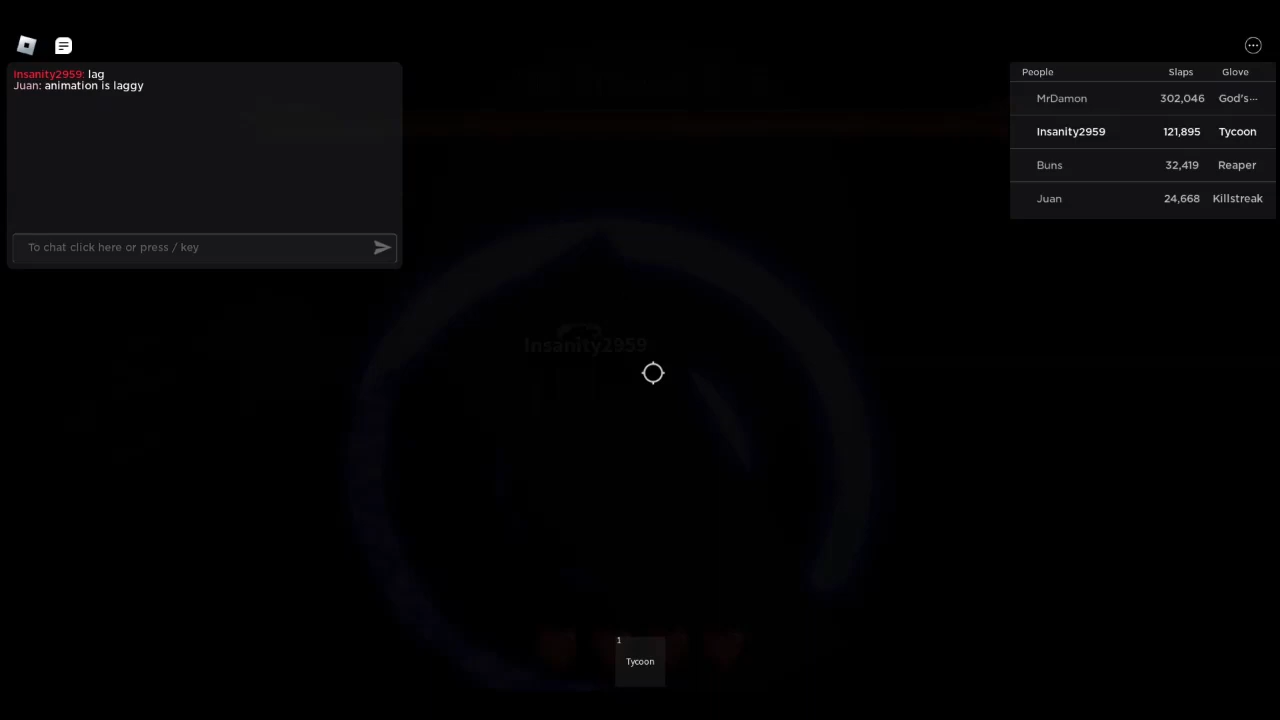 Insanity2959: lag
Juan: animation is laggy
To chat click here or press / key
People Slaps Glove
MrDamon 302,046 God's...
Insanity2959 121,895 Tycoon
Buns 32,419 Reaper
Juan 24,668 Killstreak
Insanity2959
1
Tycoon